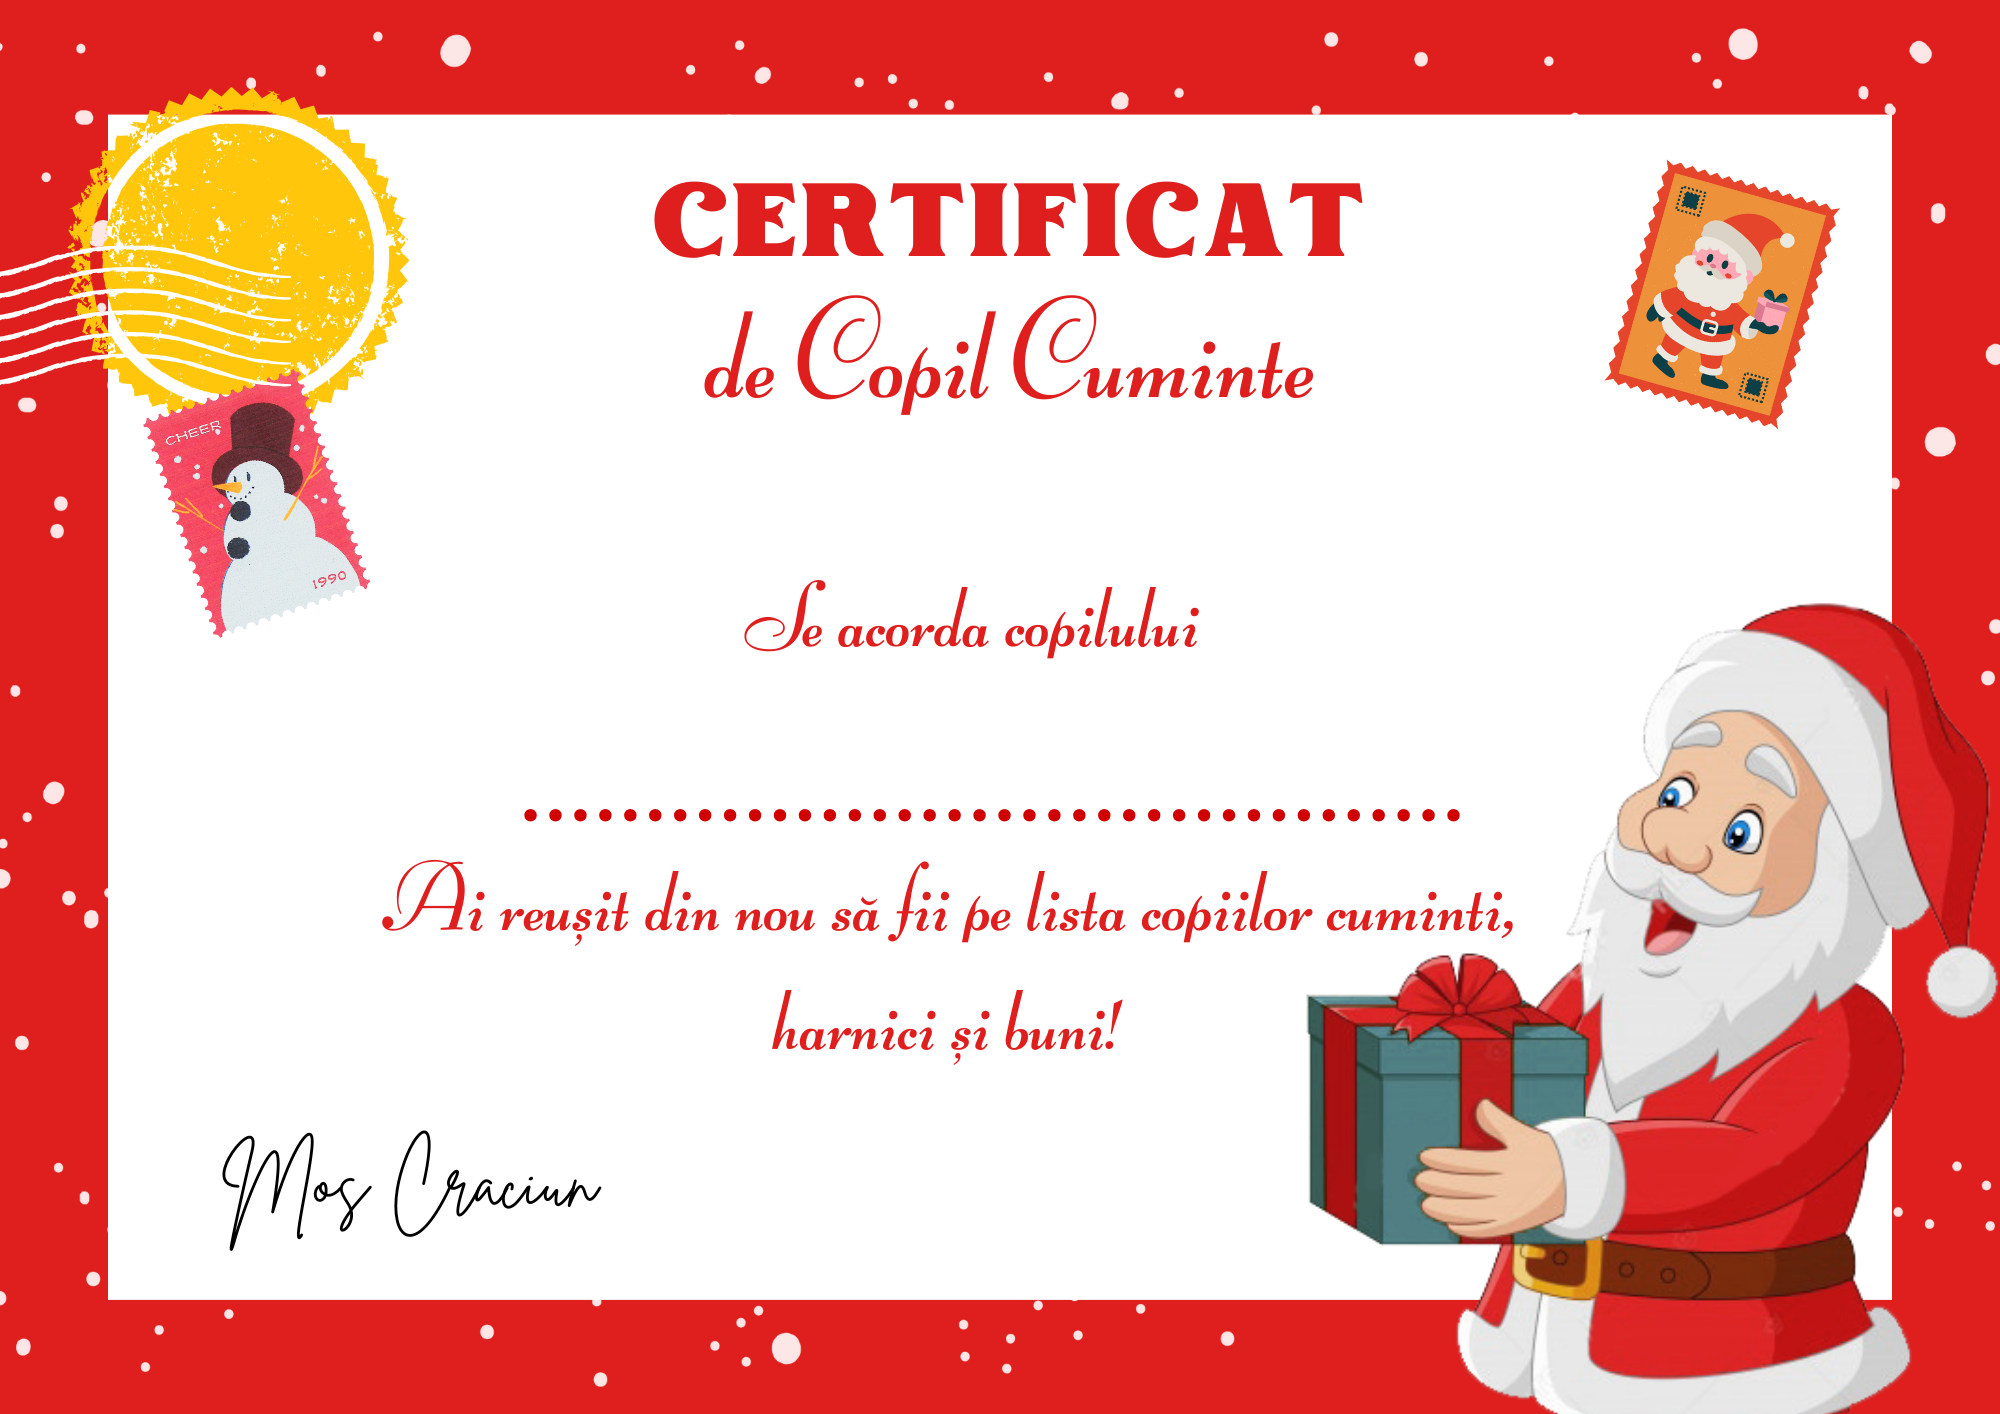 CERTIFICAT
de Copil Cuminte
CHEER
1990
Se acorda copilului
......................................
Ai reușit din nou să fii pe lista copiilor cuminti,
harnici și buni!
Mos Craciun